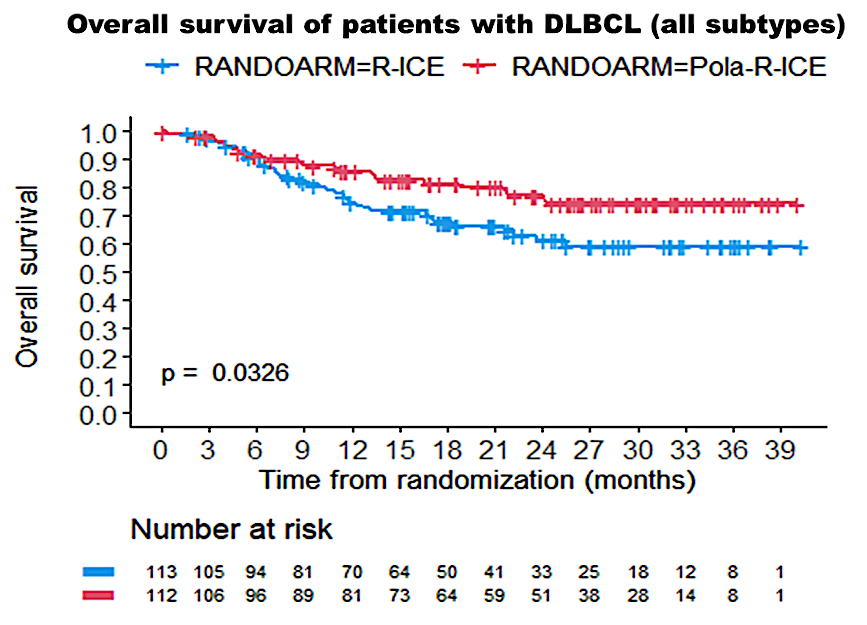 Overall survival of patients with DLBCL (all subtypes)
RANDOARM=R-ICE RANDOARM=Pola-R-ICE
Overall survival
1.0
0.9
0.8
0.7
0.6
0.5
0.4
0.3
0.2
0.1
0.0
p = 0.0326
0 3 6 9 12 15 18 21 24 27 30 33 36 39
Time from randomization (months)
Number at risk
113 105 94 81 70 64 50 41 33 25 18 12 8 1
112 106 96 89 81 73 64 59 51 38 28 14 8 1